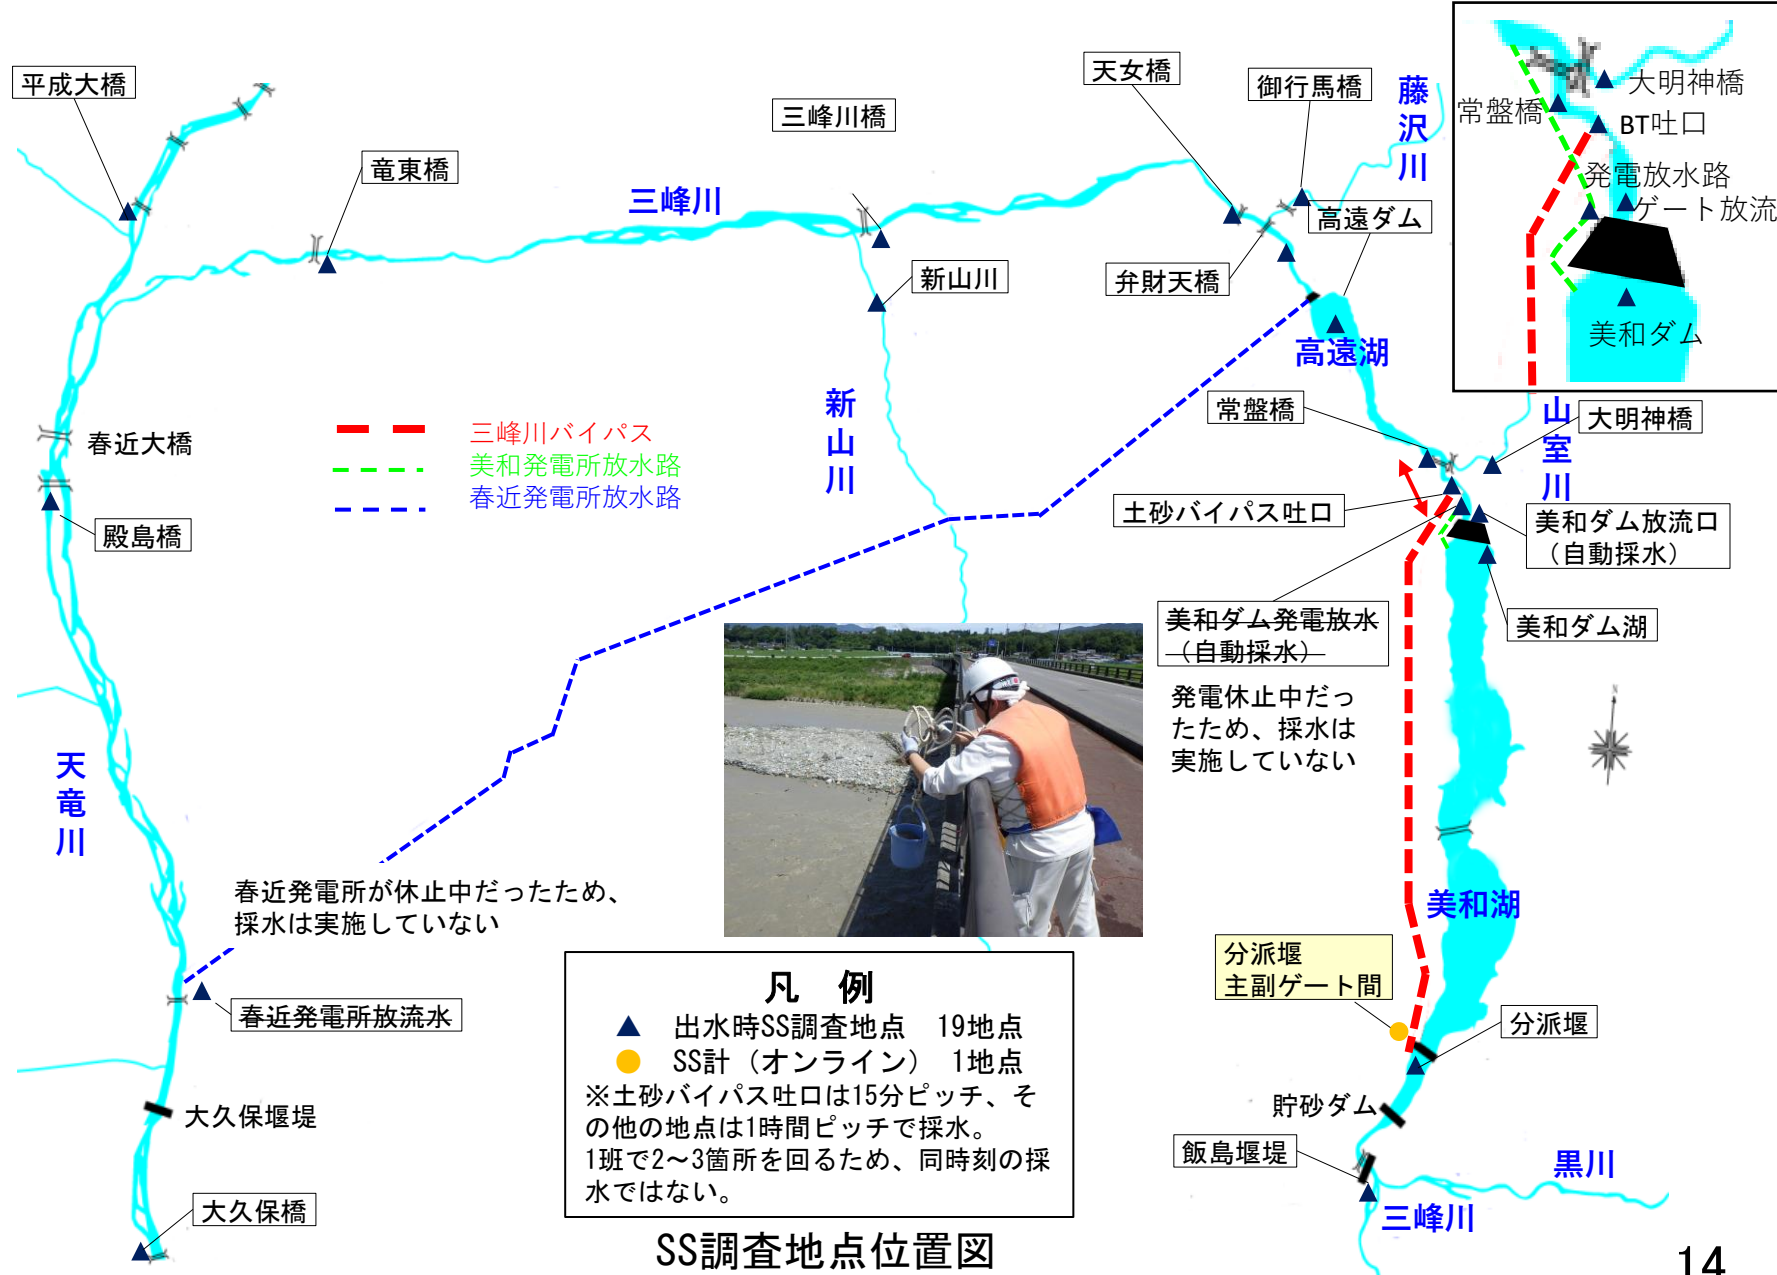 平成大橋
竜東橋
三峰川橋
天女橋
御行馬橋
藤沢川
三峰川
高遠ダム
新山川
弁財天橋
高遠湖
大明神橋
常盤橋
BT吐口
発電放水路
ゲート放流
美和ダム
春近大橋
殿島橋
三峰川バイパス
美和発電所放水路
春近発電所放水路
新山川
常盤橋
山室川
大明神橋
土砂バイパス吐口
美和ダム放流口
（自動採水）
美和ダム発電放水
（自動採水）
美和ダム湖
発電休止中だっ
たため、採水は
実施していない
N
天竜川
春近発電所が休止中だったため、
採水は実施していない
美和湖
春近発電所放流水
分派堰
主副ゲート間
分派堰
大久保堰堤
貯砂ダム
飯島堰堤
黒川
大久保橋
三峰川
凡　例
出水時SS調査地点　19地点
SS計（オンライン）　1地点
※土砂バイパス吐口は15分ピッチ、そ
の他の地点は1時間ピッチで採水。
1班で2～3箇所を回るため、同時刻の採
水ではない。
SS調査地点位置図
14